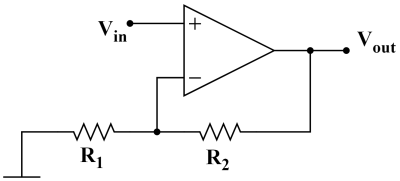 V_in
+
V_out
−
R_1
R_2